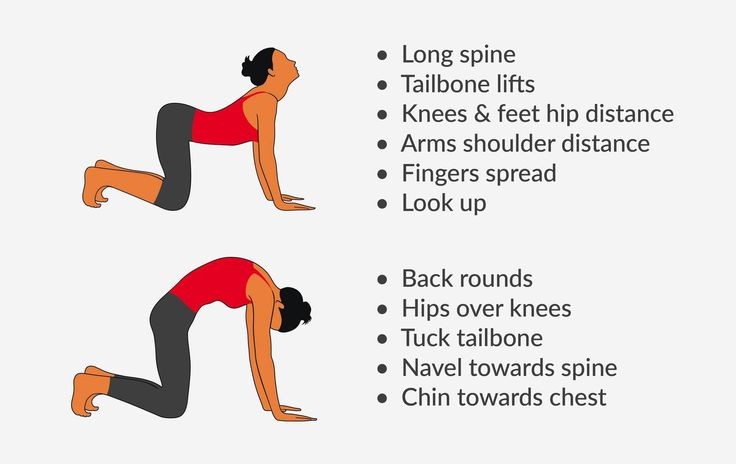 • Long spine
• Tailbone lifts
• Knees & feet hip distance
• Arms shoulder distance
• Fingers spread
• Look up
• Back rounds
• Hips over knees
• Tuck tailbone
• Navel towards spine
• Chin towards chest